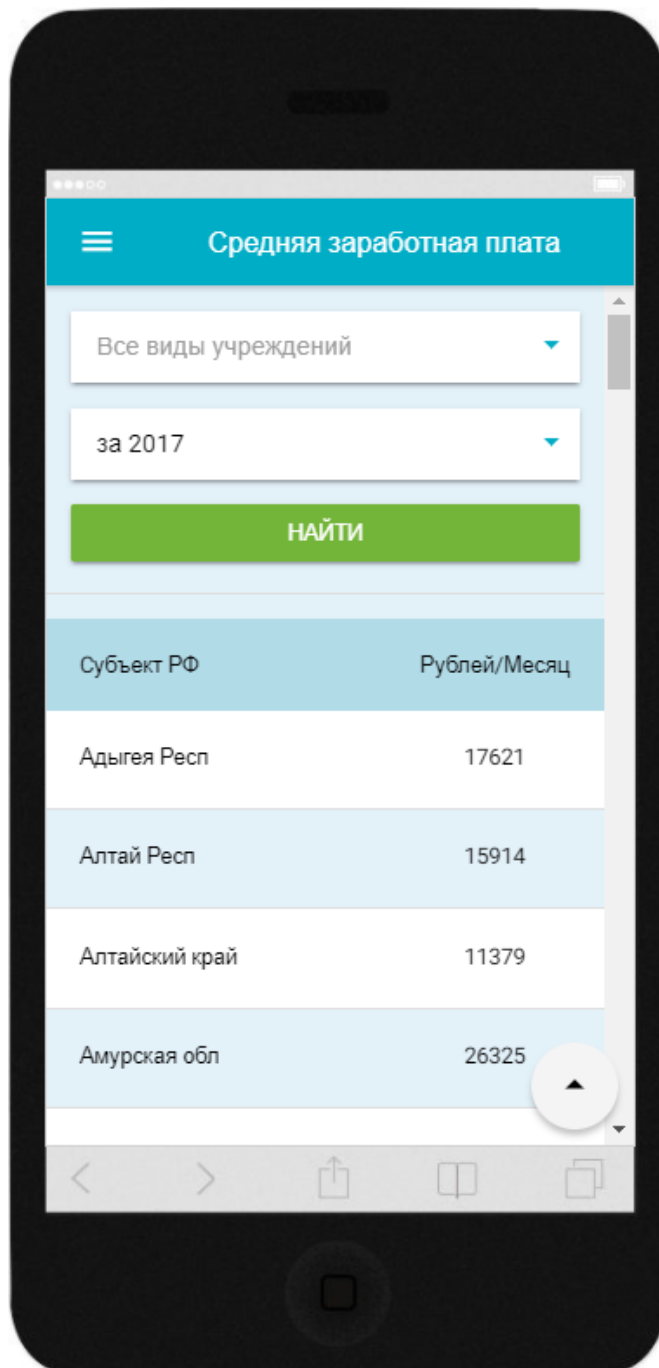 Средняя заработная плата
Все виды учреждений
за 2017
НАЙТИ
Субъект РФ Рублей/Месяц
Адыгея Респ 17621
Алтай Респ 15914
Алтайский край 11379
Амурская обл 26325